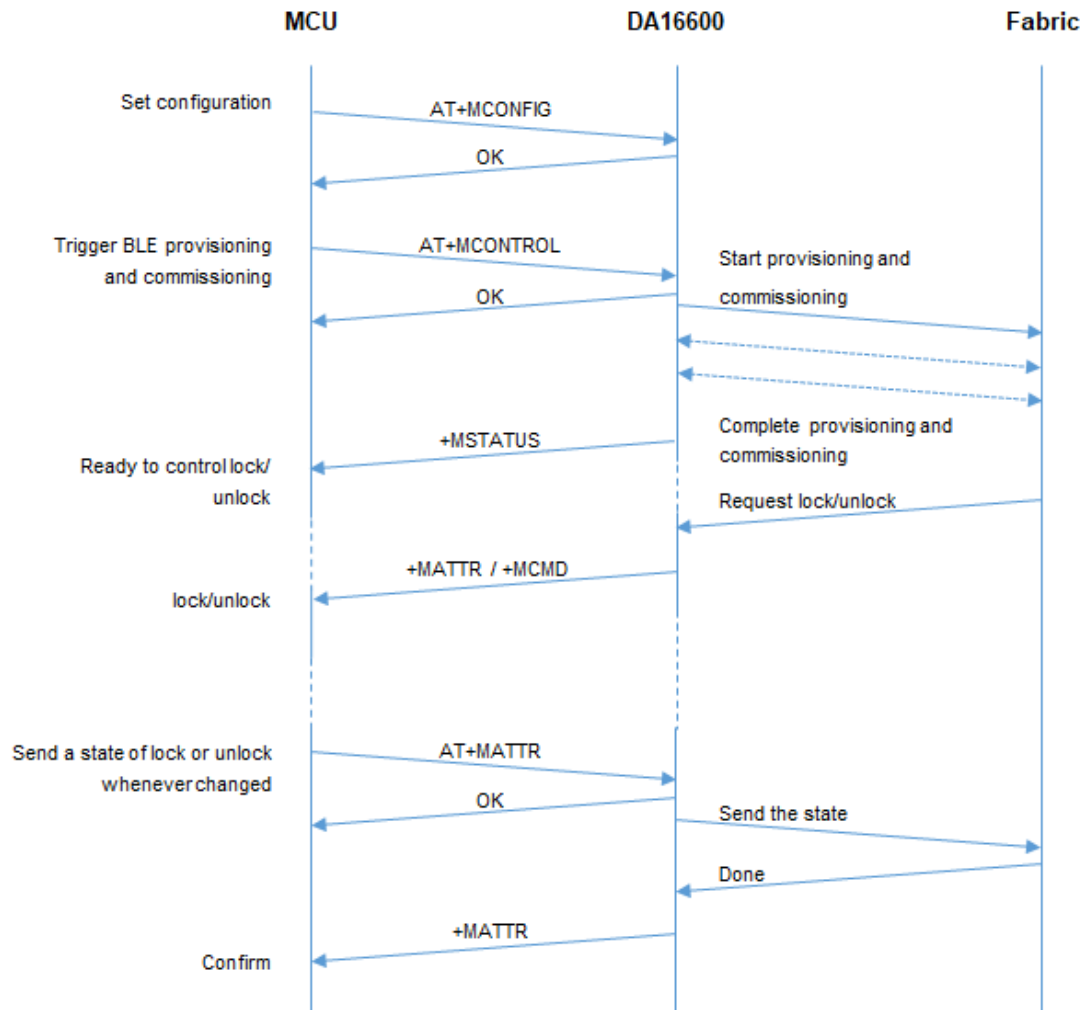 MCU
DA16600
Fabric
Set configuration
AT+MCONFIG
OK
Trigger BLE provisioning
and commissioning
AT+MCONTROL
Start provisioning and
commissioning
OK
+MSTATUS
Complete provisioning and
commissioning
Ready to control lock/
unlock
Request lock/unlock
+MATTR / +MCMD
lock/unlock
Send a state of lock or unlock
whenever changed
AT+MATTR
OK
Send the state
Done
+MATTR
Confirm